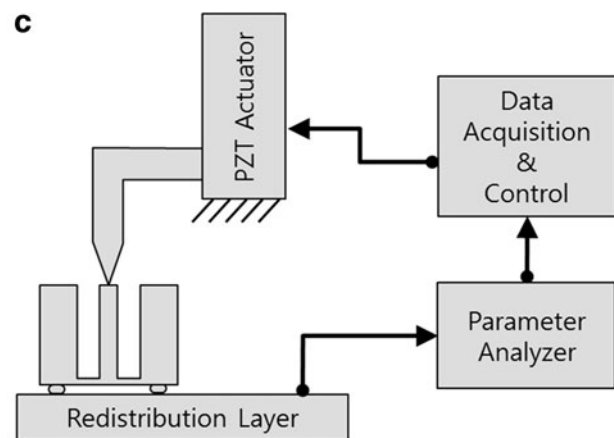 c
PZT Actuator
Data
Acquisition
&
Control
Parameter
Analyzer
Redistribution Layer